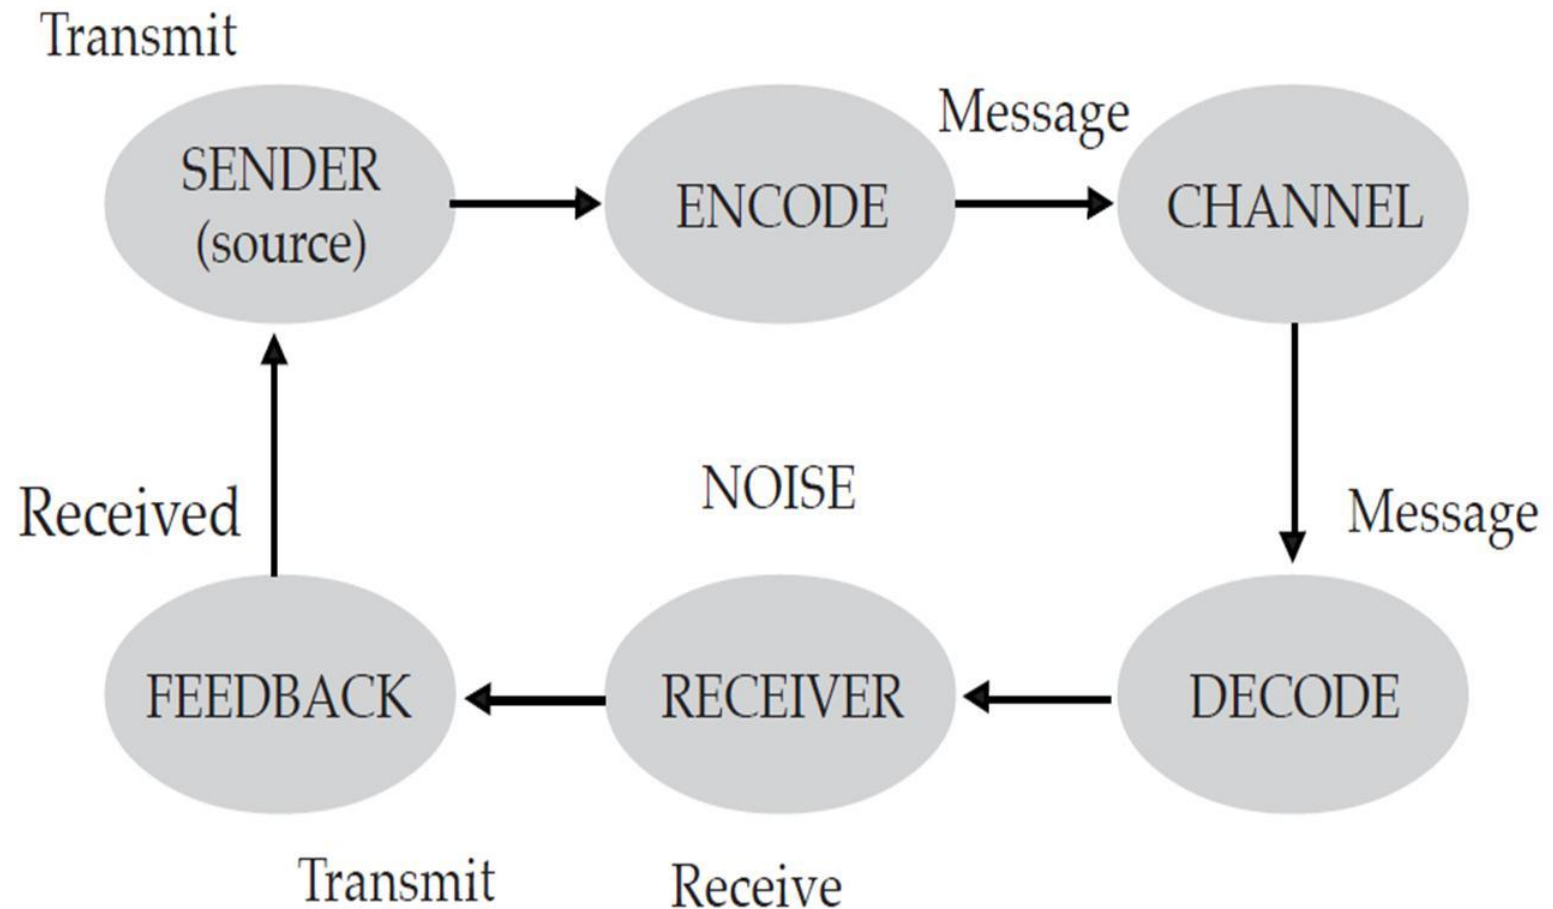 Transmit
SENDER
(source)
ENCODE
Message
CHANNEL
NOISE
Received
Message
FEEDBACK
RECEIVER
DECODE
Transmit
Receive